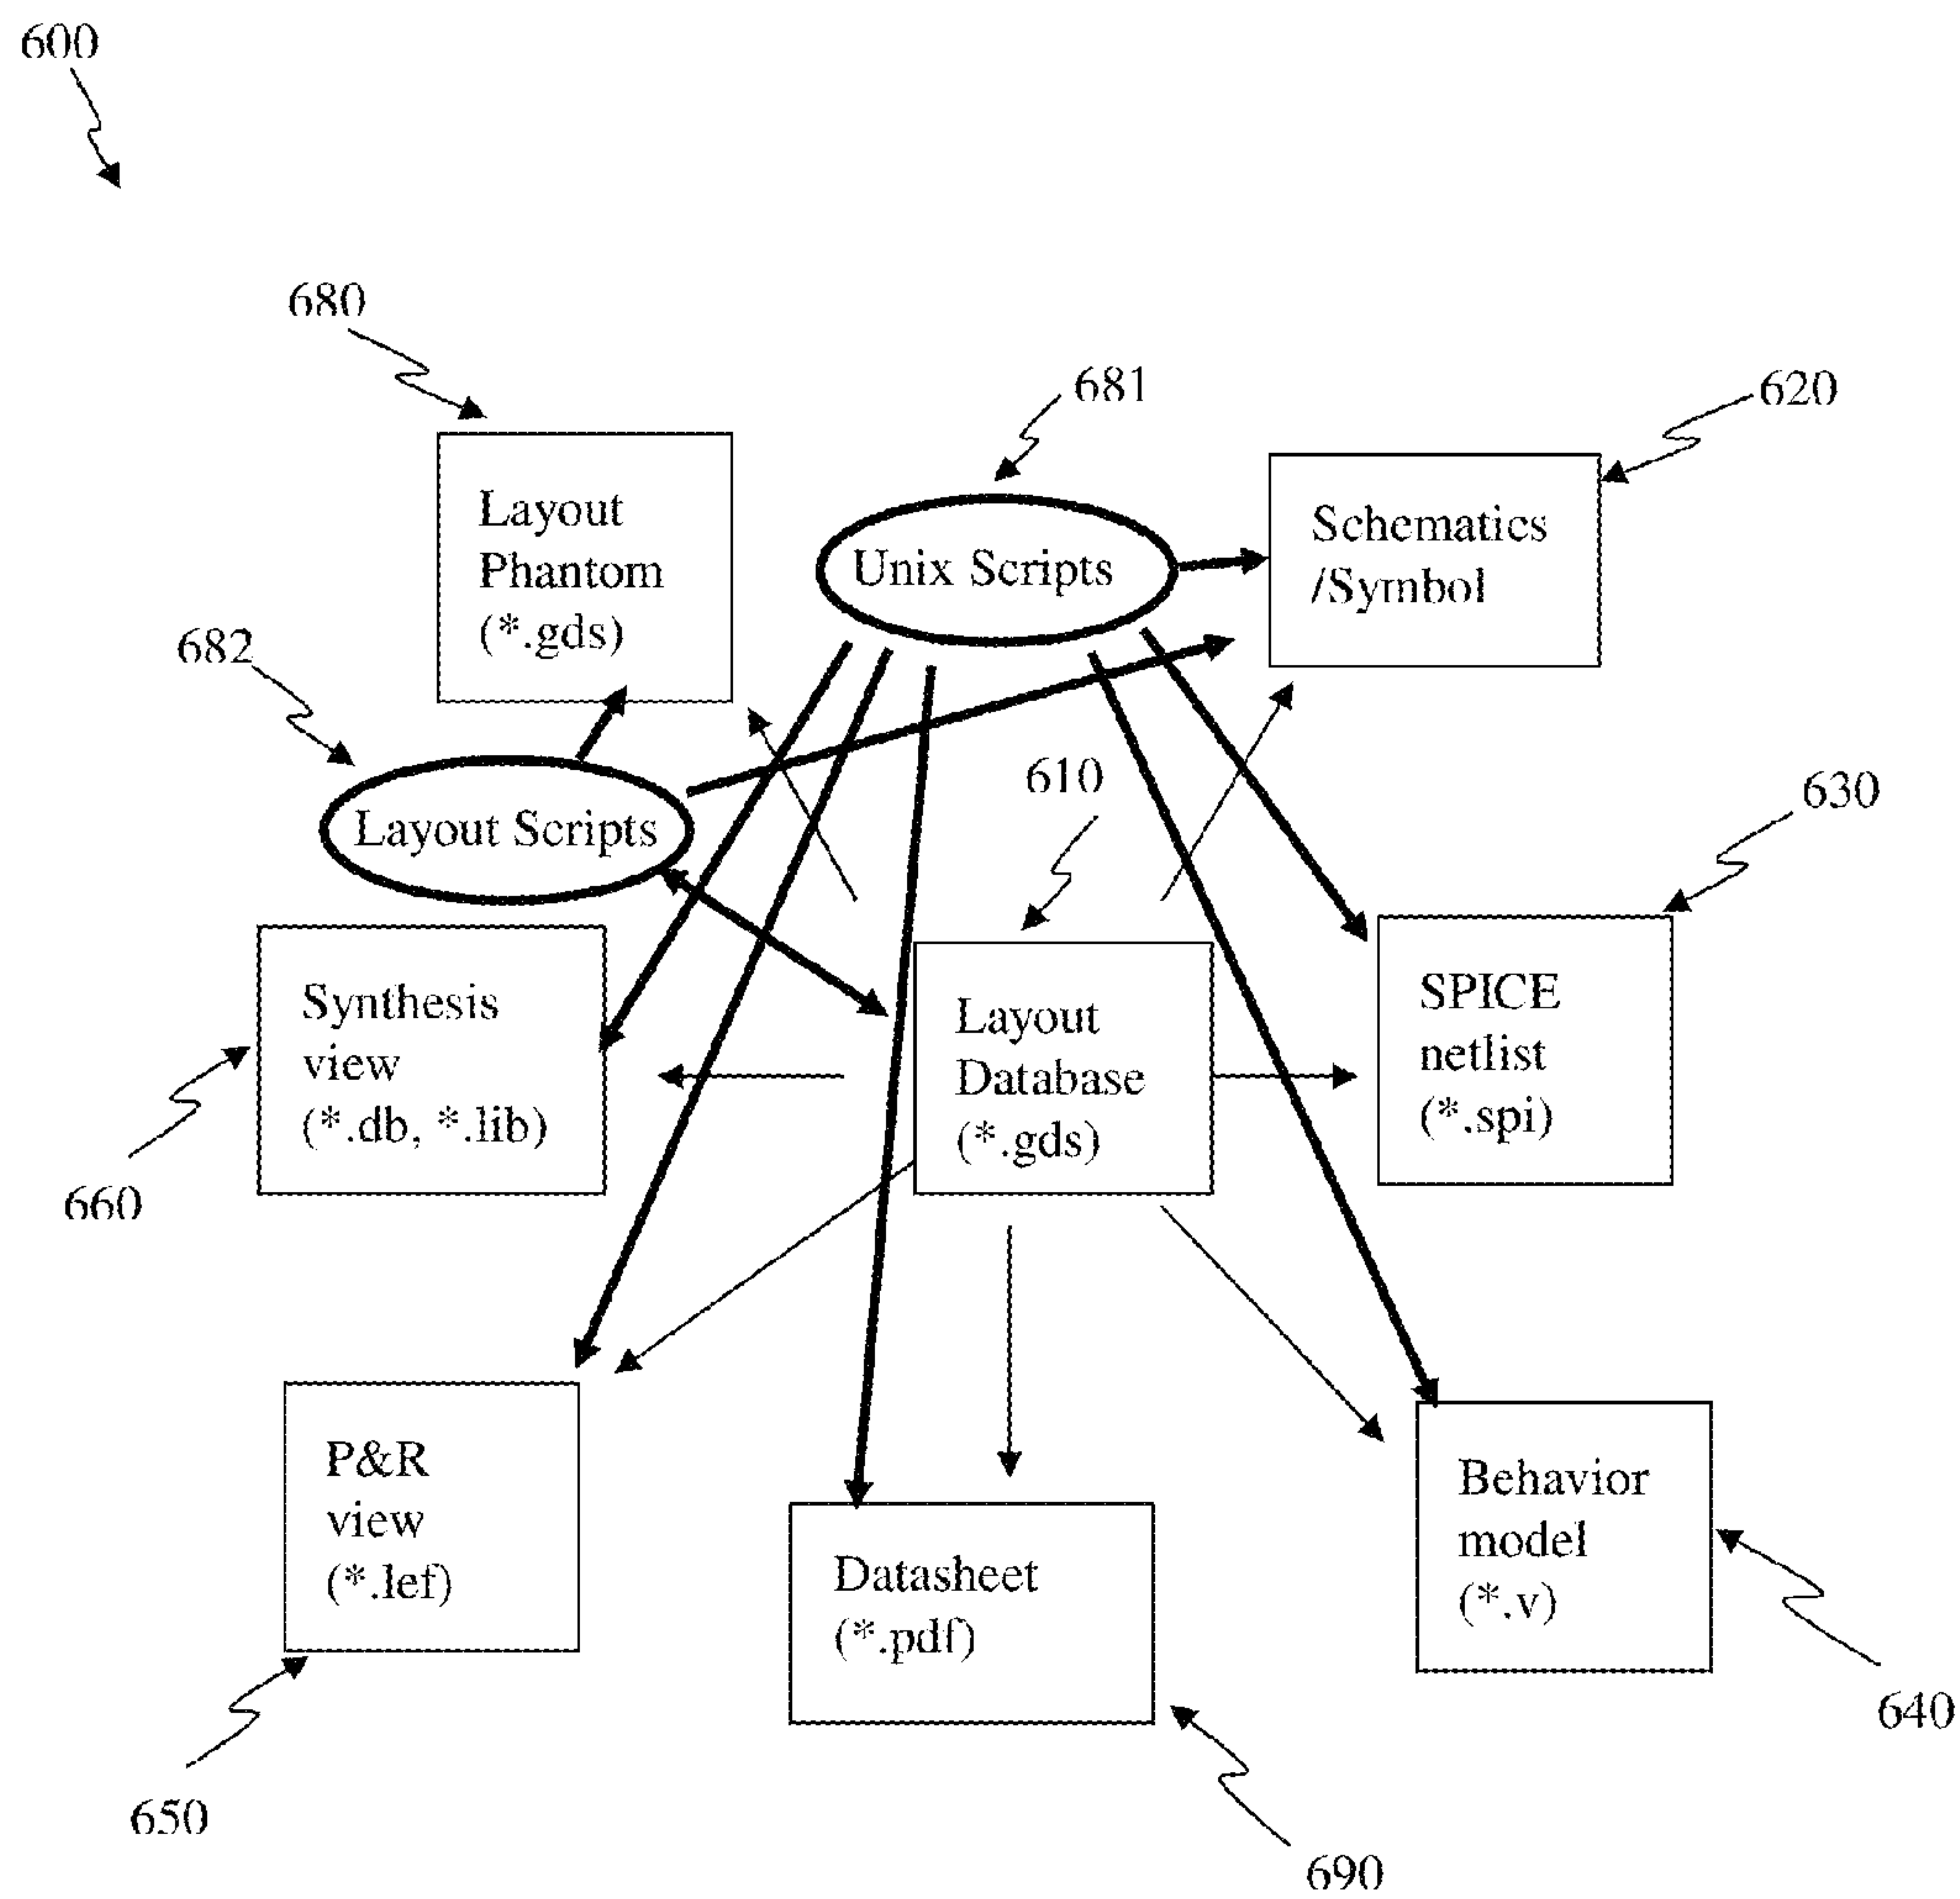 600
680
681
620
Layout
Phantom
(*.gds)
Unix Scripts
Schematics
/Symbol
682
610
630
Layout Scripts
Synthesis
view
(*.db, *.lib)
Layout
Database
(*.gds)
SPICE
netlist
(*.spi)
660
P&R
view
(*.lef)
Datasheet
(*.pdf)
Behavior
model
(*.v)
640
650
690